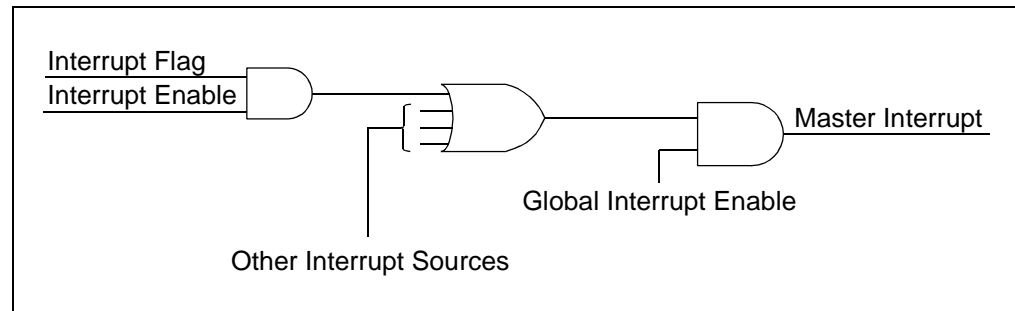 Interrupt Flag
Interrupt Enable
Master Interrupt
Global Interrupt Enable
Other Interrupt Sources